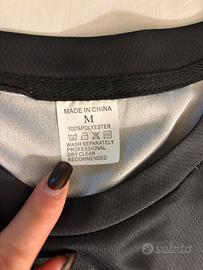 MADE IN CHINA
M
100%POLYESTER
WASH SEPARATELY
PROFESSIONAL
DRY CLEAN
RECOMMENDED
subito